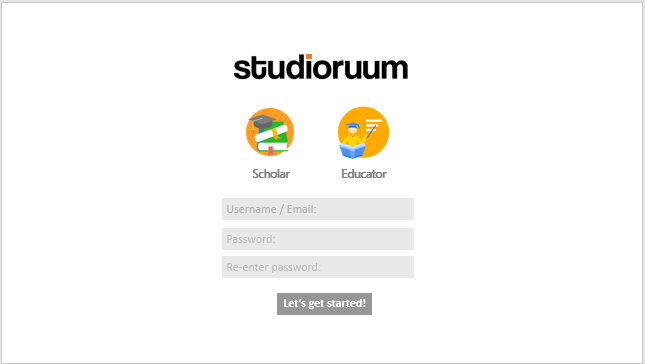 studioruum
Scholar Educator
Username / Email:
Password:
Re-enter password:
Let's get started!